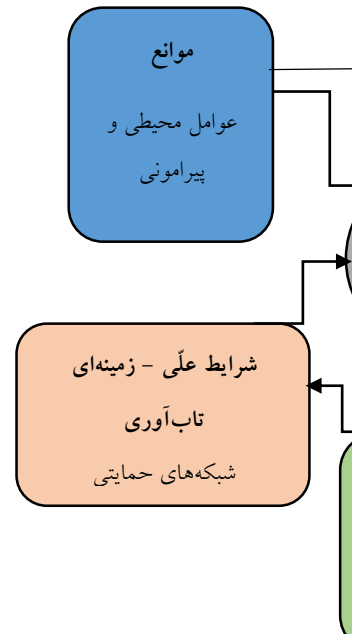 موانع
عوامل محیطی و
پیرامونی
شرایط علّی – زمینه‌ای
تاب‌آوری
شبکه‌های حمایتی